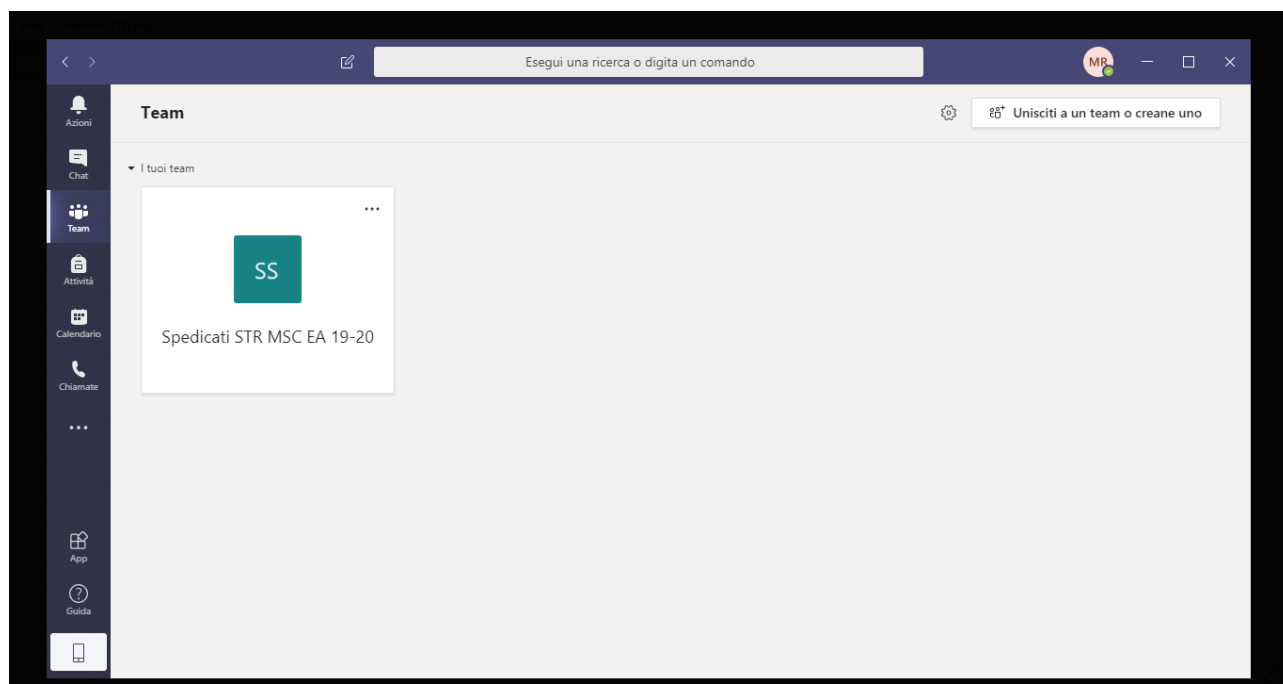 Esegui una ricerca o digita un comando
MR
Azioni
Chat
Team
Attività
Calendario
Chiamate
App
Guida
Team
Unisciti a un team o creane uno
I tuoi team
SS
Spedicati STR MSC EA 19-20